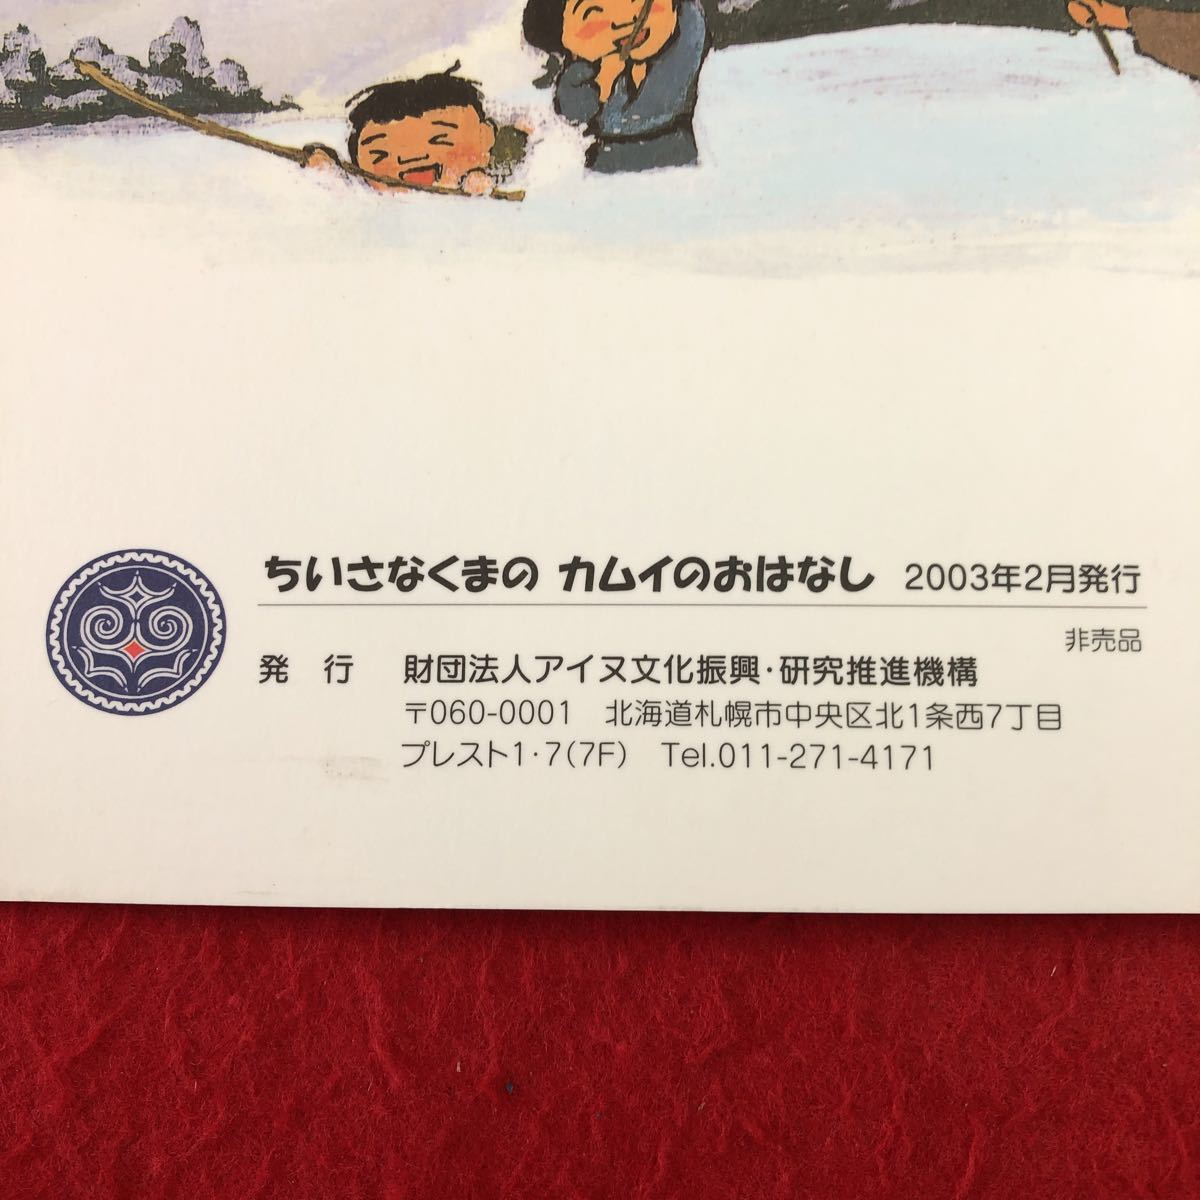 ちいさなくまの カムイのおはなし 2003年2月発行
非売品
発 行 財団法人アイヌ文化振興・研究推進機構
〒060-0001 北海道札幌市中央区北1条西7丁目
プレスト1・7(7F) Tel.011-271-4171